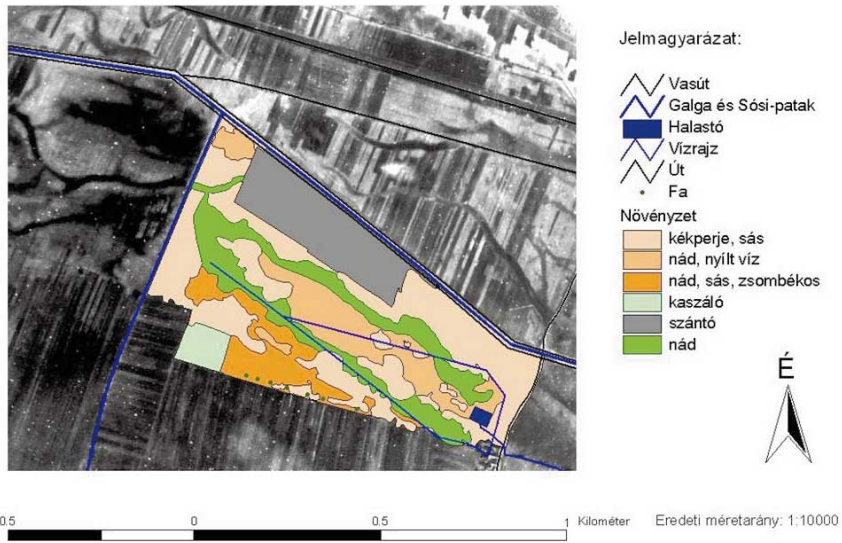 Jelmagyarázat:
Vasút
Galga és Sósi-patak
Halastó
Vízrajz
Út
Fa
Növényzet
kékperje, sás
nád, nyílt víz
nád, sás, zsombékos
kaszáló
szántó
nád
É
0.5 0 0.5 1 Kilométer Eredeti méretarány: 1:10000